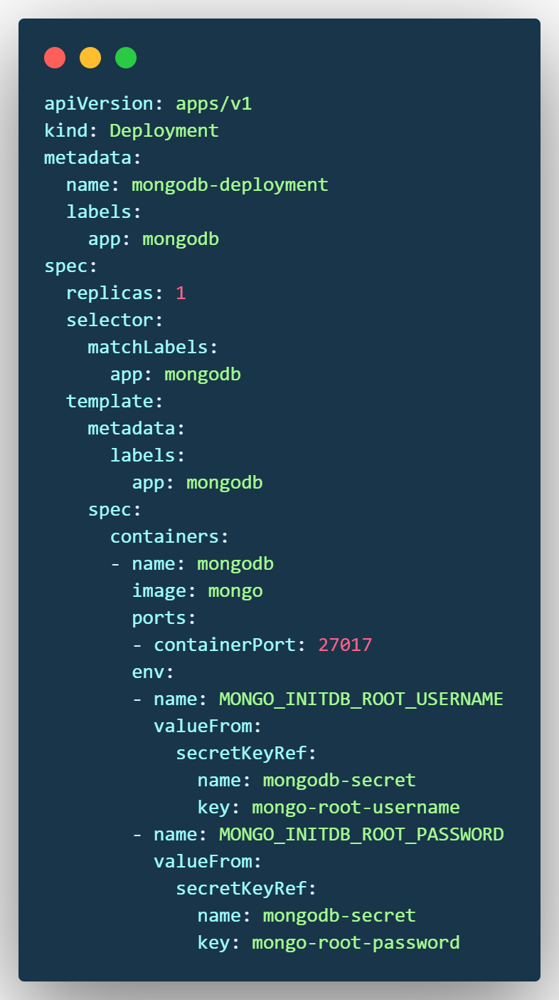 apiVersion: apps/v1
kind: Deployment
metadata:
  name: mongodb-deployment
  labels:
    app: mongodb
spec:
  replicas: 1
  selector:
    matchLabels:
      app: mongodb
  template:
    metadata:
      labels:
        app: mongodb
    spec:
      containers:
      - name: mongodb
        image: mongo
        ports:
        - containerPort: 27017
        env:
        - name: MONGO_INITDB_ROOT_USERNAME
          valueFrom:
            secretKeyRef:
              name: mongodb-secret
              key: mongo-root-username
        - name: MONGO_INITDB_ROOT_PASSWORD
          valueFrom:
            secretKeyRef:
              name: mongodb-secret
              key: mongo-root-password